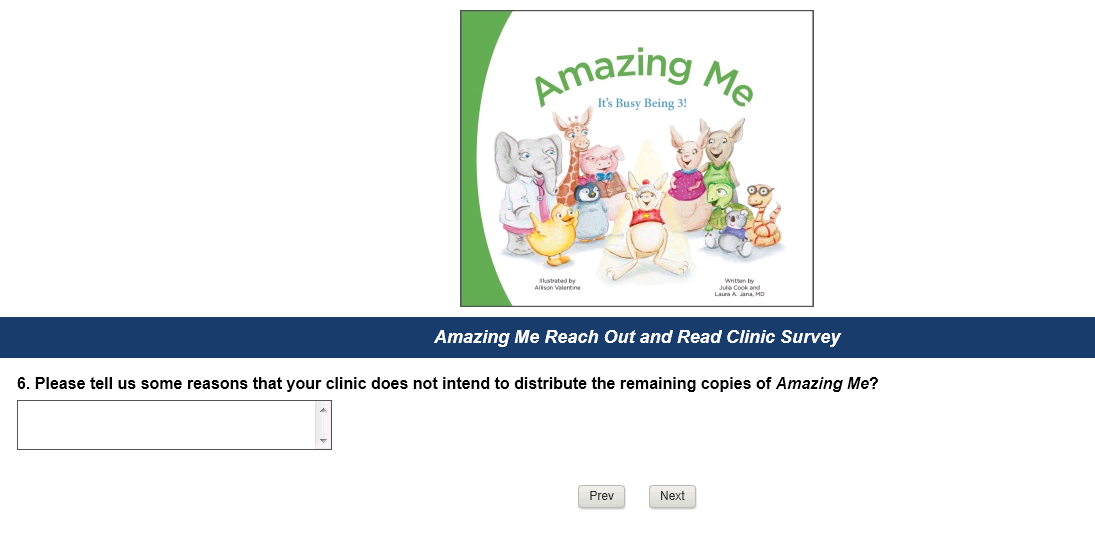 Amazing Me
It's Busy Being 3!
Illustrated by
Allison Valentine
Written by
Julia Cook and
Laura A. Jana, MD
Amazing Me Reach Out and Read Clinic Survey
6. Please tell us some reasons that your clinic does not intend to distribute the remaining copies of Amazing Me?
Prev Next